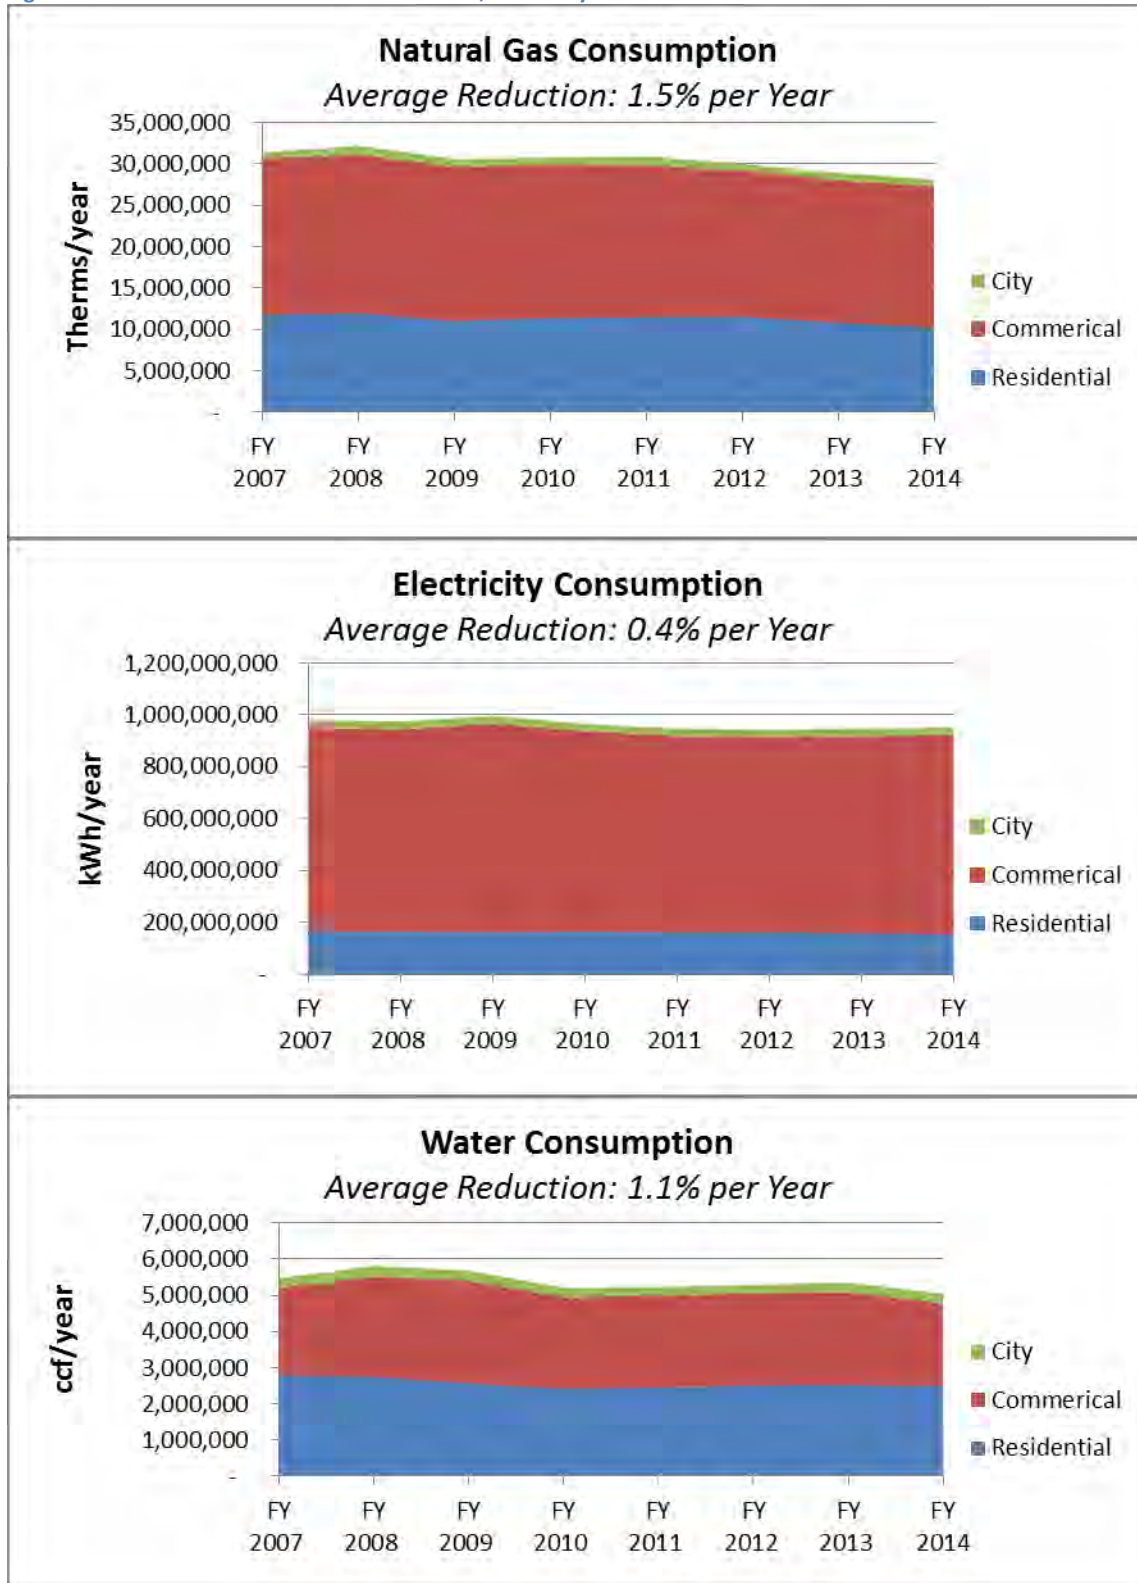 Natural Gas Consumption
Average Reduction: 1.5% per Year
35,000,000
30,000,000
25,000,000
20,000,000
15,000,000
10,000,000
5,000,000
-
Therms/year
FY 2007
FY 2008
FY 2009
FY 2010
FY 2011
FY 2012
FY 2013
FY 2014
City
Commerical
Residential
Electricity Consumption
Average Reduction: 0.4% per Year
1,200,000,000
1,000,000,000
800,000,000
600,000,000
400,000,000
200,000,000
-
kWh/year
FY 2007
FY 2008
FY 2009
FY 2010
FY 2011
FY 2012
FY 2013
FY 2014
City
Commerical
Residential
Water Consumption
Average Reduction: 1.1% per Year
7,000,000
6,000,000
5,000,000
4,000,000
3,000,000
2,000,000
1,000,000
-
ccf/year
FY 2007
FY 2008
FY 2009
FY 2010
FY 2011
FY 2012
FY 2013
FY 2014
City
Commerical
Residential